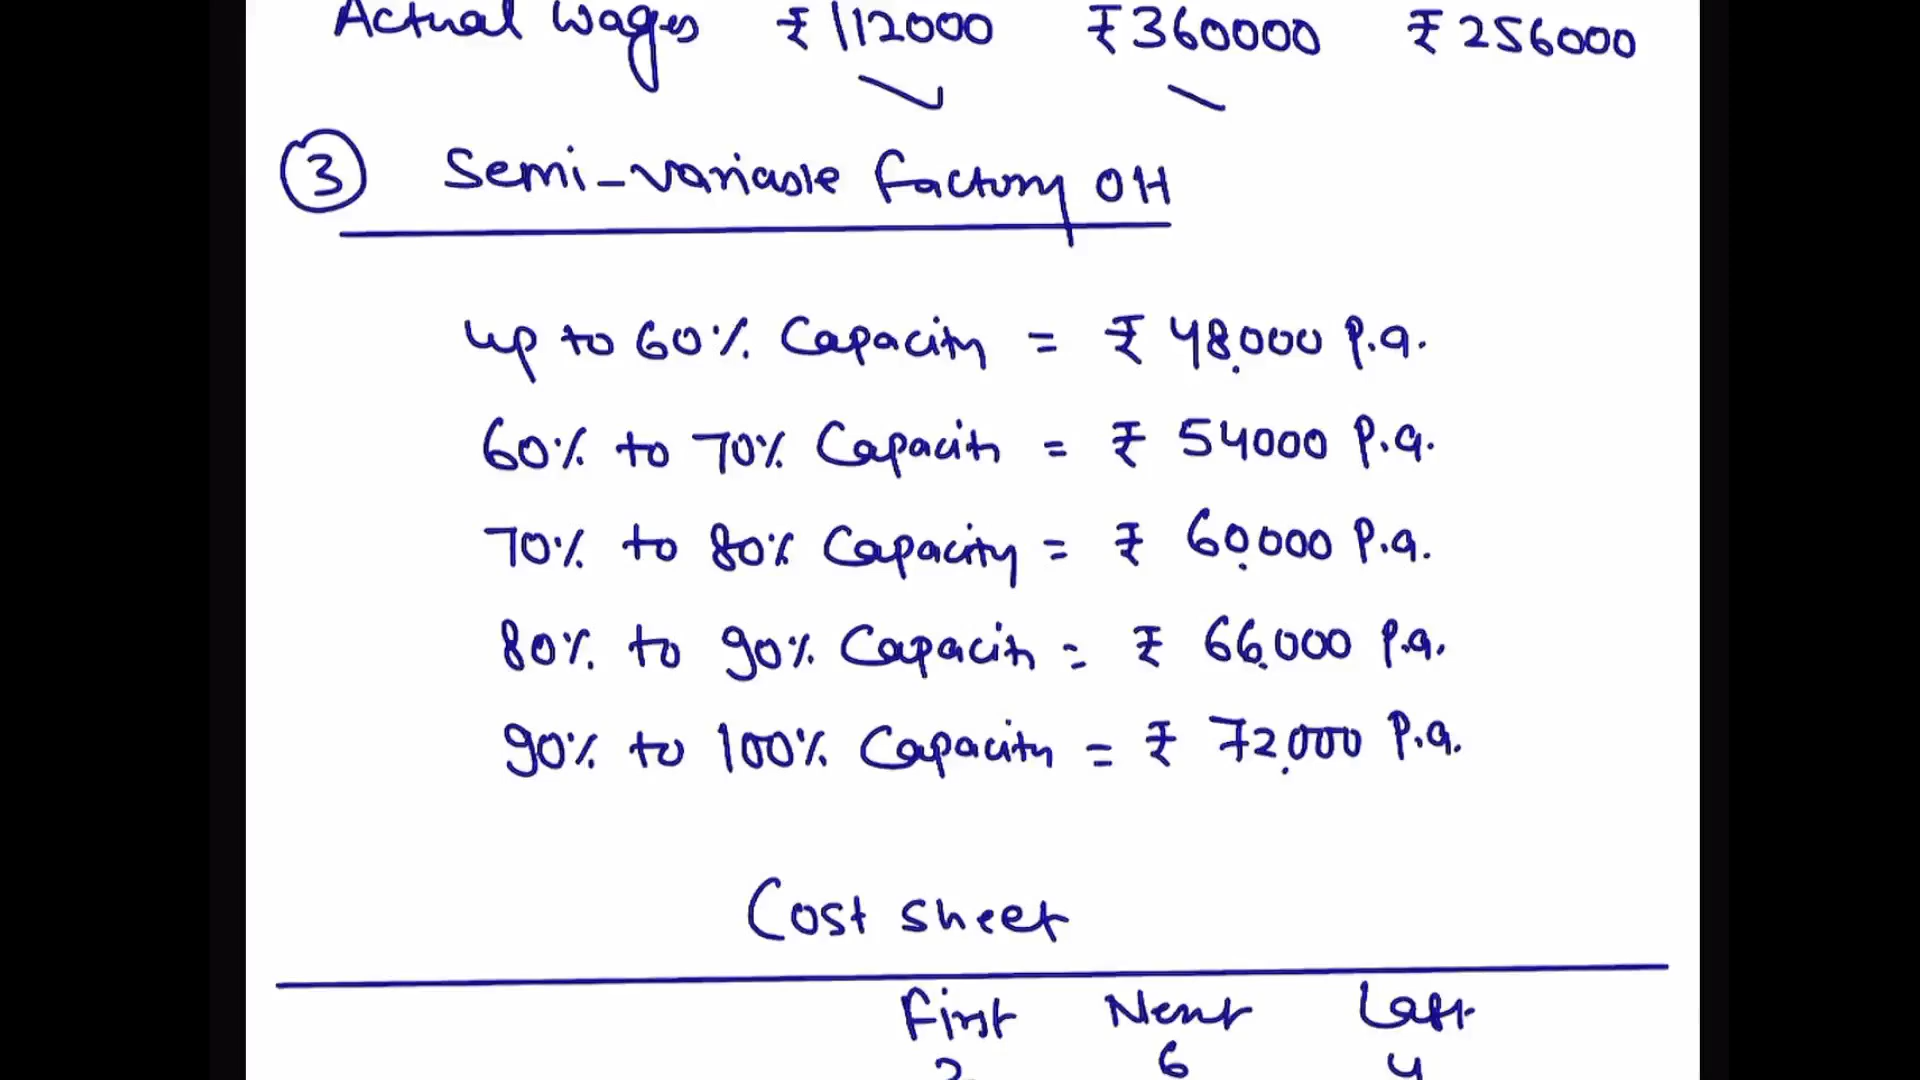 Actual wages ₹112000 ₹360000 ₹256000
③ Semi-variable factory OH
up to 60% Capacity = ₹ 48,000 p.a.
60% to 70% Capacity = ₹ 54000 p.a.
70% to 80% Capacity = ₹ 60,000 p.a.
80% to 90% Capacity = ₹ 66,000 p.a.
90% to 100% Capacity = ₹ 72,000 p.a.
Cost sheet
First Next Last
6 4